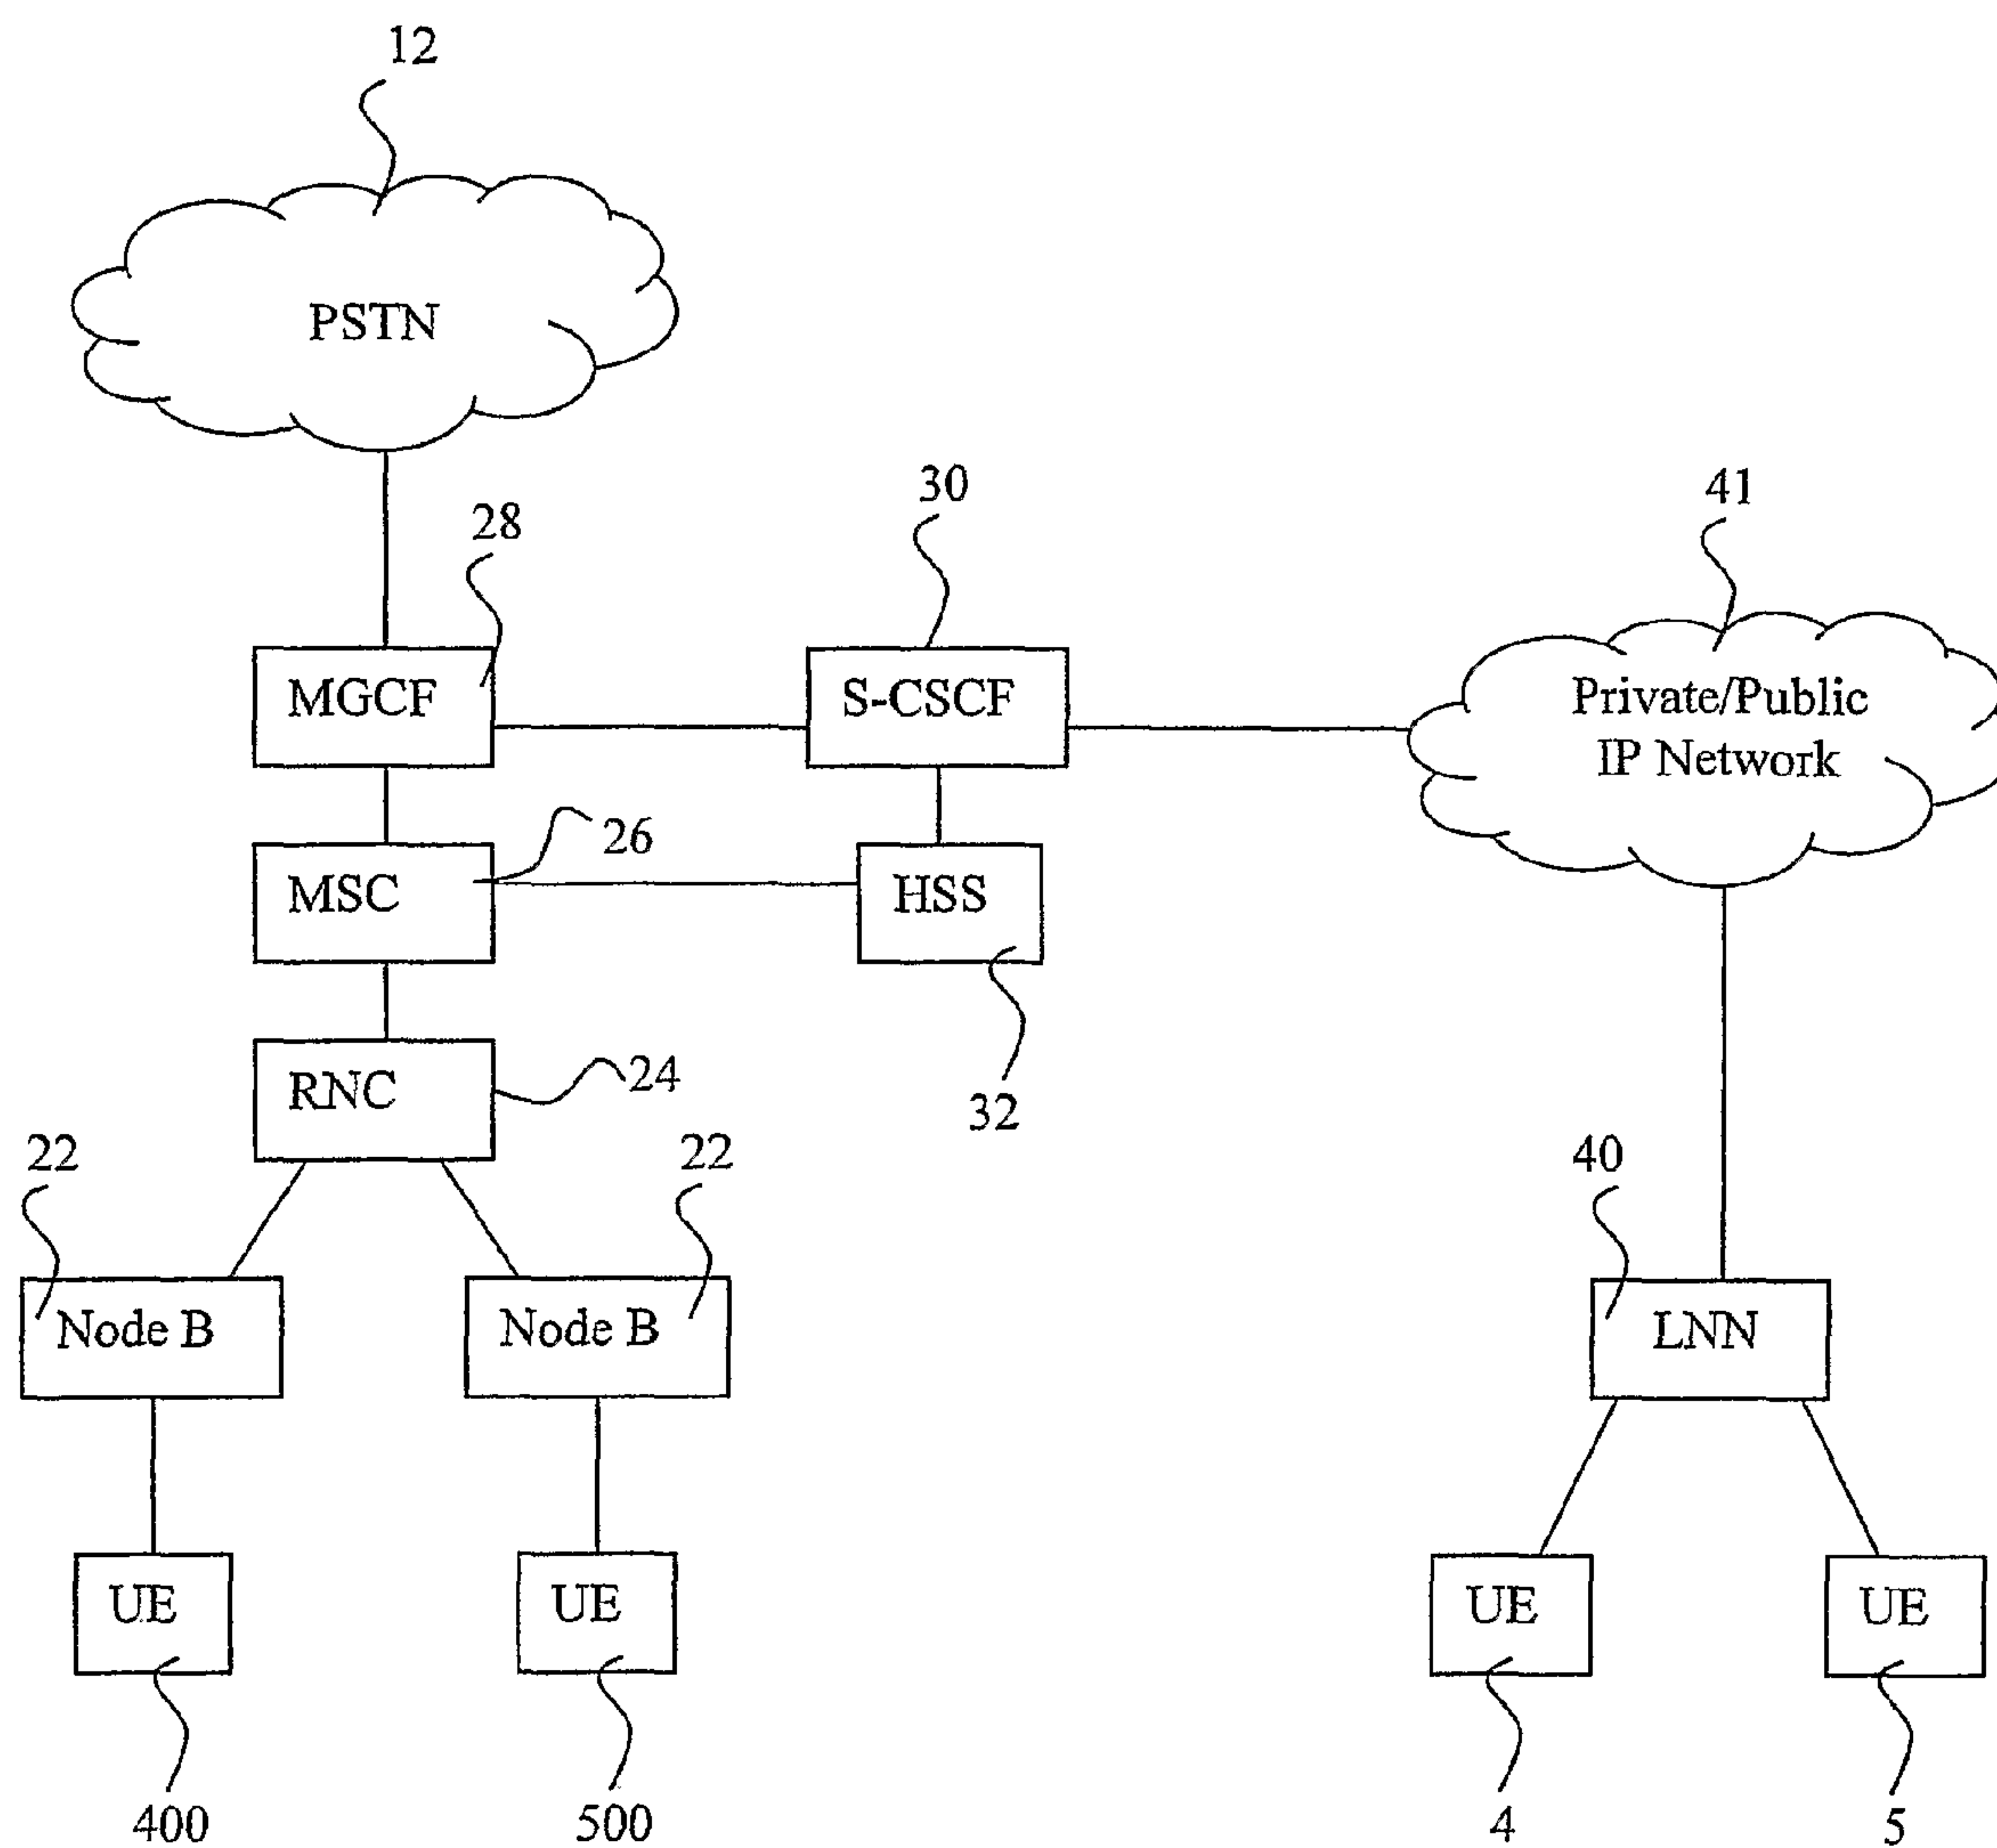 12
PSTN
28
30
41
MGCF
S-CSCF
Private/Public
IP Network
26
MSC
HSS
RNC
24
32
22
22
40
Node B
Node B
LNN
UE
UE
UE
UE
400
500
4
5